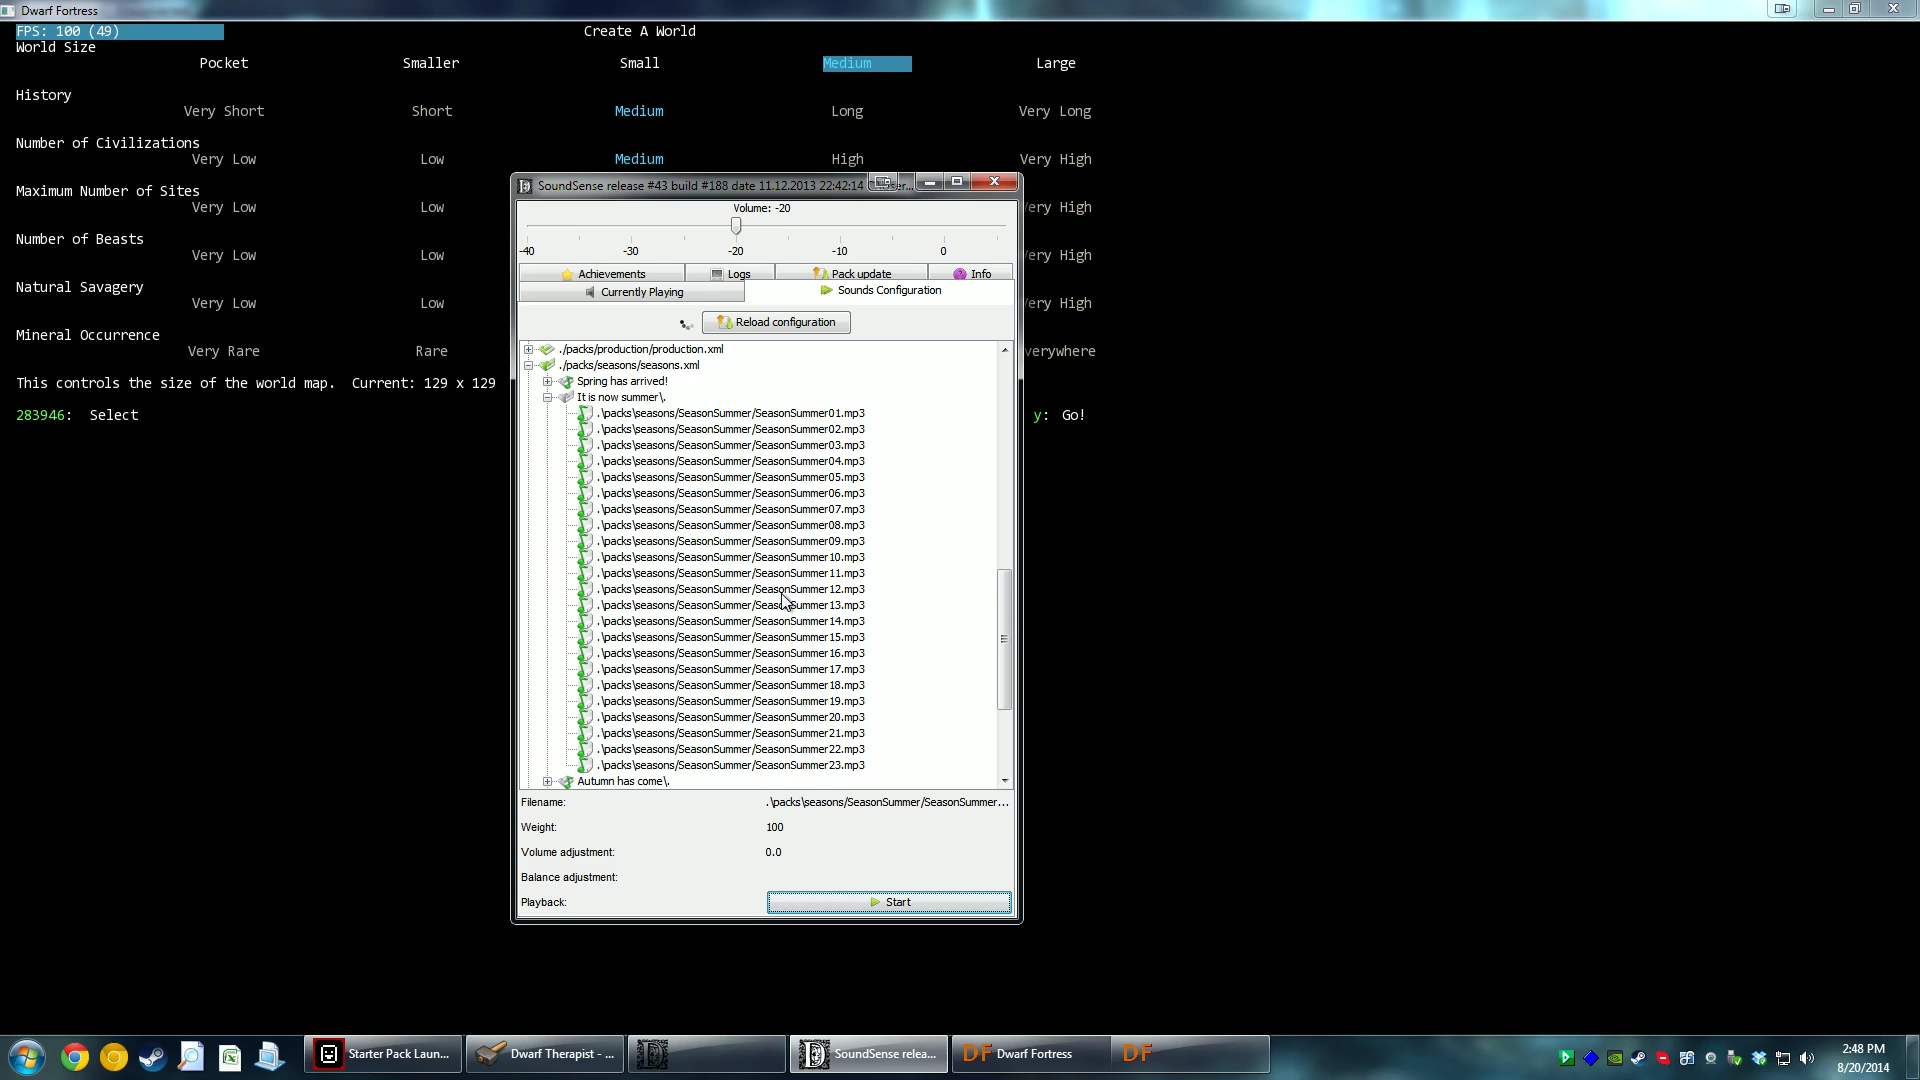 Dwarf Fortress
FPS: 100 (49)
Create A World
World Size
Pocket Smaller Small Medium Large
History
Very Short Short Medium Long Very Long
Number of Civilizations
Very Low Low Medium High Very High
Maximum Number of Sites
Very Low Low ery High
Number of Beasts
Very Low Low ery High
Natural Savagery
Very Low Low ery High
Mineral Occurrence
Very Rare Rare verywhere
This controls the size of the world map. Current: 129 x 129
283946: Select y: Go!
SoundSense release #43 build #188 date 11.12.2013 22:42:14
Volume: -20
-40 -30 -20 -10 0
Achievements Logs Pack update Info
Currently Playing Sounds Configuration
Reload configuration
./packs/production/production.xml
./packs/seasons/seasons.xml
Spring has arrived!
It is now summer\.
.\packs\seasons/SeasonSummer/SeasonSummer01.mp3
.\packs\seasons/SeasonSummer/SeasonSummer02.mp3
.\packs\seasons/SeasonSummer/SeasonSummer03.mp3
.\packs\seasons/SeasonSummer/SeasonSummer04.mp3
.\packs\seasons/SeasonSummer/SeasonSummer05.mp3
.\packs\seasons/SeasonSummer/SeasonSummer06.mp3
.\packs\seasons/SeasonSummer/SeasonSummer07.mp3
.\packs\seasons/SeasonSummer/SeasonSummer08.mp3
.\packs\seasons/SeasonSummer/SeasonSummer09.mp3
.\packs\seasons/SeasonSummer/SeasonSummer10.mp3
.\packs\seasons/SeasonSummer/SeasonSummer11.mp3
.\packs\seasons/SeasonSummer/SeasonSummer12.mp3
.\packs\seasons/SeasonSummer/SeasonSummer13.mp3
.\packs\seasons/SeasonSummer/SeasonSummer14.mp3
.\packs\seasons/SeasonSummer/SeasonSummer15.mp3
.\packs\seasons/SeasonSummer/SeasonSummer16.mp3
.\packs\seasons/SeasonSummer/SeasonSummer17.mp3
.\packs\seasons/SeasonSummer/SeasonSummer18.mp3
.\packs\seasons/SeasonSummer/SeasonSummer19.mp3
.\packs\seasons/SeasonSummer/SeasonSummer20.mp3
.\packs\seasons/SeasonSummer/SeasonSummer21.mp3
.\packs\seasons/SeasonSummer/SeasonSummer22.mp3
.\packs\seasons/SeasonSummer/SeasonSummer23.mp3
Autumn has come\.
Filename: .\packs\seasons/SeasonSummer/SeasonSummer...
Weight: 100
Volume adjustment: 0.0
Balance adjustment:
Playback: Start
Starter Pack Laun... Dwarf Therapist - ... SoundSense relea... DF Dwarf Fortress DF
2:48 PM
8/20/2014